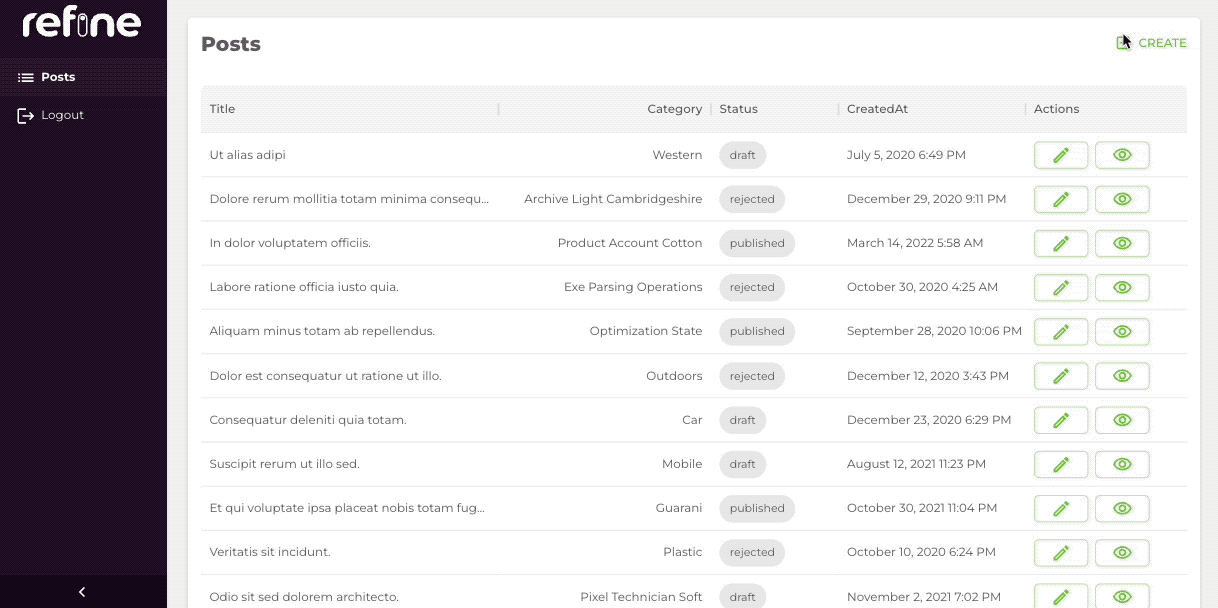 refine
Posts
Logout
Posts
CREATE
Title Category Status CreatedAt Actions
Ut alias adipi Western draft July 5, 2020 6:49 PM
Dolore rerum mollitia totam minima consequ... Archive Light Cambridgeshire rejected December 29, 2020 9:11 PM
In dolor voluptatem officiis. Product Account Cotton published March 14, 2022 5:58 AM
Labore ratione officia iusto quia. Exe Parsing Operations rejected October 30, 2020 4:25 AM
Aliquam minus totam ab repellendus. Optimization State published September 28, 2020 10:06 PM
Dolor est consequatur ut ratione ut illo. Outdoors rejected December 12, 2020 3:43 PM
Consequatur deleniti quia totam. Car draft December 23, 2020 6:29 PM
Suscipit rerum ut illo sed. Mobile draft August 12, 2021 11:23 PM
Et qui voluptate ipsa placeat nobis totam fug... Guarani published October 30, 2021 11:04 PM
Veritatis sit incidunt. Plastic rejected October 10, 2020 6:24 PM
Odio sit sed dolorem architecto. Pixel Technician Soft draft November 2, 2021 7:02 PM